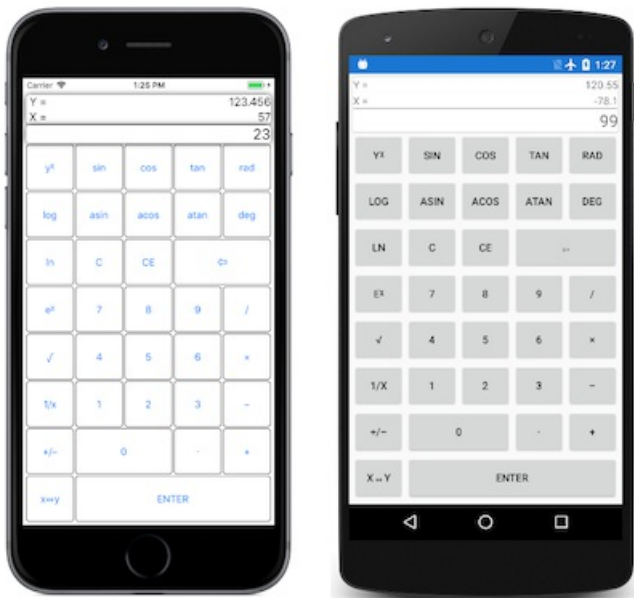 Carrier 1:25 PM
Y = 123.456
X = 57
23
yˣ sin cos tan rad
log asin acos atan deg
ln C CE ⇦
eˣ 7 8 9 /
√ 4 5 6 ×
1/x 1 2 3 −
+/− 0 . +
x↔y ENTER
1:27
Y = 120.55
X = -78.1
99
Yˣ SIN COS TAN RAD
LOG ASIN ACOS ATAN DEG
LN C CE ⇦
Eˣ 7 8 9 /
√ 4 5 6 ×
1/X 1 2 3 −
+/− 0 . +
X↔Y ENTER